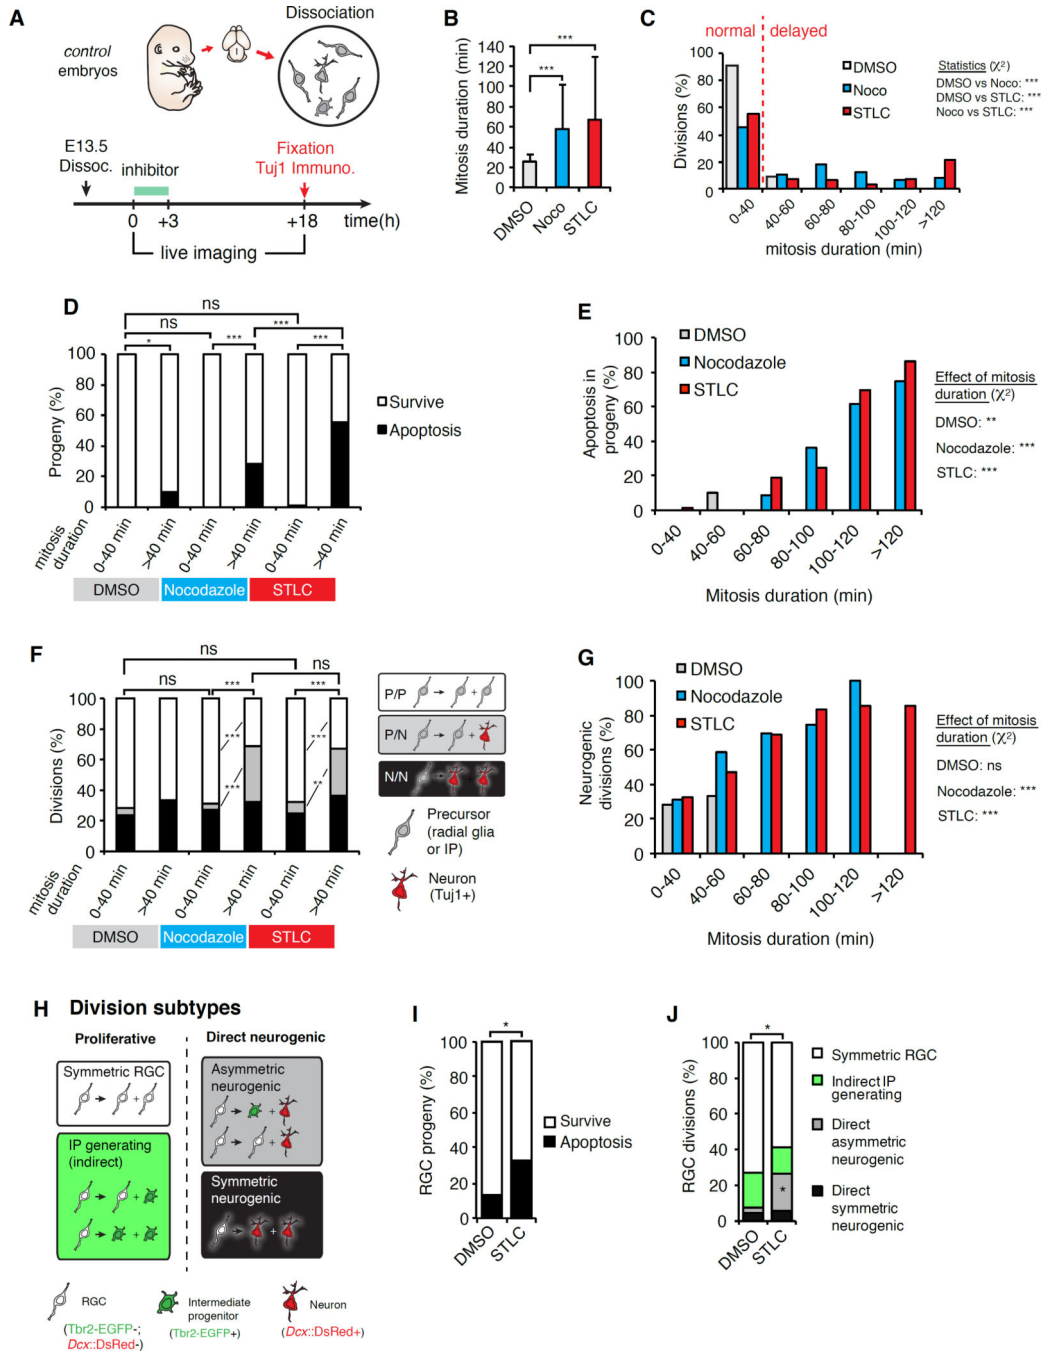 A
control
embryos
Dissociation
E13.5
Dissoc.
inhibitor
Fixation
Tuj1 Immuno.
0
+3
+18
time(h)
live imaging
B
Mitosis duration (min)
140
120
100
80
60
40
20
0
***
***
DMSO
Noco
STLC
C
normal
delayed
Divisions (%)
100
80
60
40
20
0
DMSO
Noco
STLC
Statistics (χ²)
DMSO vs Noco: ***
DMSO vs STLC: ***
Noco vs STLC: ***
0-40
40-60
60-80
80-100
100-120
>120
mitosis duration (min)
D
ns
ns
***
*
***
***
Progeny (%)
100
80
60
40
20
0
Survive
Apoptosis
mitosis
duration
0-40 min
>40 min
0-40 min
>40 min
0-40 min
>40 min
DMSO
Nocodazole
STLC
E
Apoptosis in
progeny (%)
100
80
60
40
20
0
DMSO
Nocodazole
STLC
Effect of mitosis
duration (χ²)
DMSO: **
Nocodazole: ***
STLC: ***
0-40
40-60
60-80
80-100
100-120
>120
Mitosis duration (min)
F
ns
ns
ns
***
***
***
***
***
**
Divisions (%)
100
80
60
40
20
0
mitosis
duration
0-40 min
>40 min
0-40 min
>40 min
0-40 min
>40 min
DMSO
Nocodazole
STLC
P/P
+
P/N
+
N/N
Precursor
(radial glia
or IP)
Neuron
(Tuj1+)
G
Neurogenic
divisions (%)
100
80
60
40
20
0
DMSO
Nocodazole
STLC
Effect of mitosis
duration (χ²)
DMSO: ns
Nocodazole: ***
STLC: ***
0-40
40-60
60-80
80-100
100-120
>120
Mitosis duration (min)
H Division subtypes
Proliferative
Direct neurogenic
Symmetric RGC
+
IP generating
(indirect)
+
+
Asymmetric
neurogenic
+
+
Symmetric
neurogenic
+
RGC
(Tbr2-EGFP-;
Dcx::DsRed-)
Intermediate
progenitor
(Tbr2-EGFP+)
Neuron
(Dcx::DsRed+)
I
*
RGC progeny (%)
100
80
60
40
20
0
Survive
Apoptosis
DMSO
STLC
J
*
RGC divisions (%)
100
80
60
40
20
0
*
Symmetric RGC
Indirect IP
generating
Direct
asymmetric
neurogenic
Direct
symmetric
neurogenic
DMSO
STLC